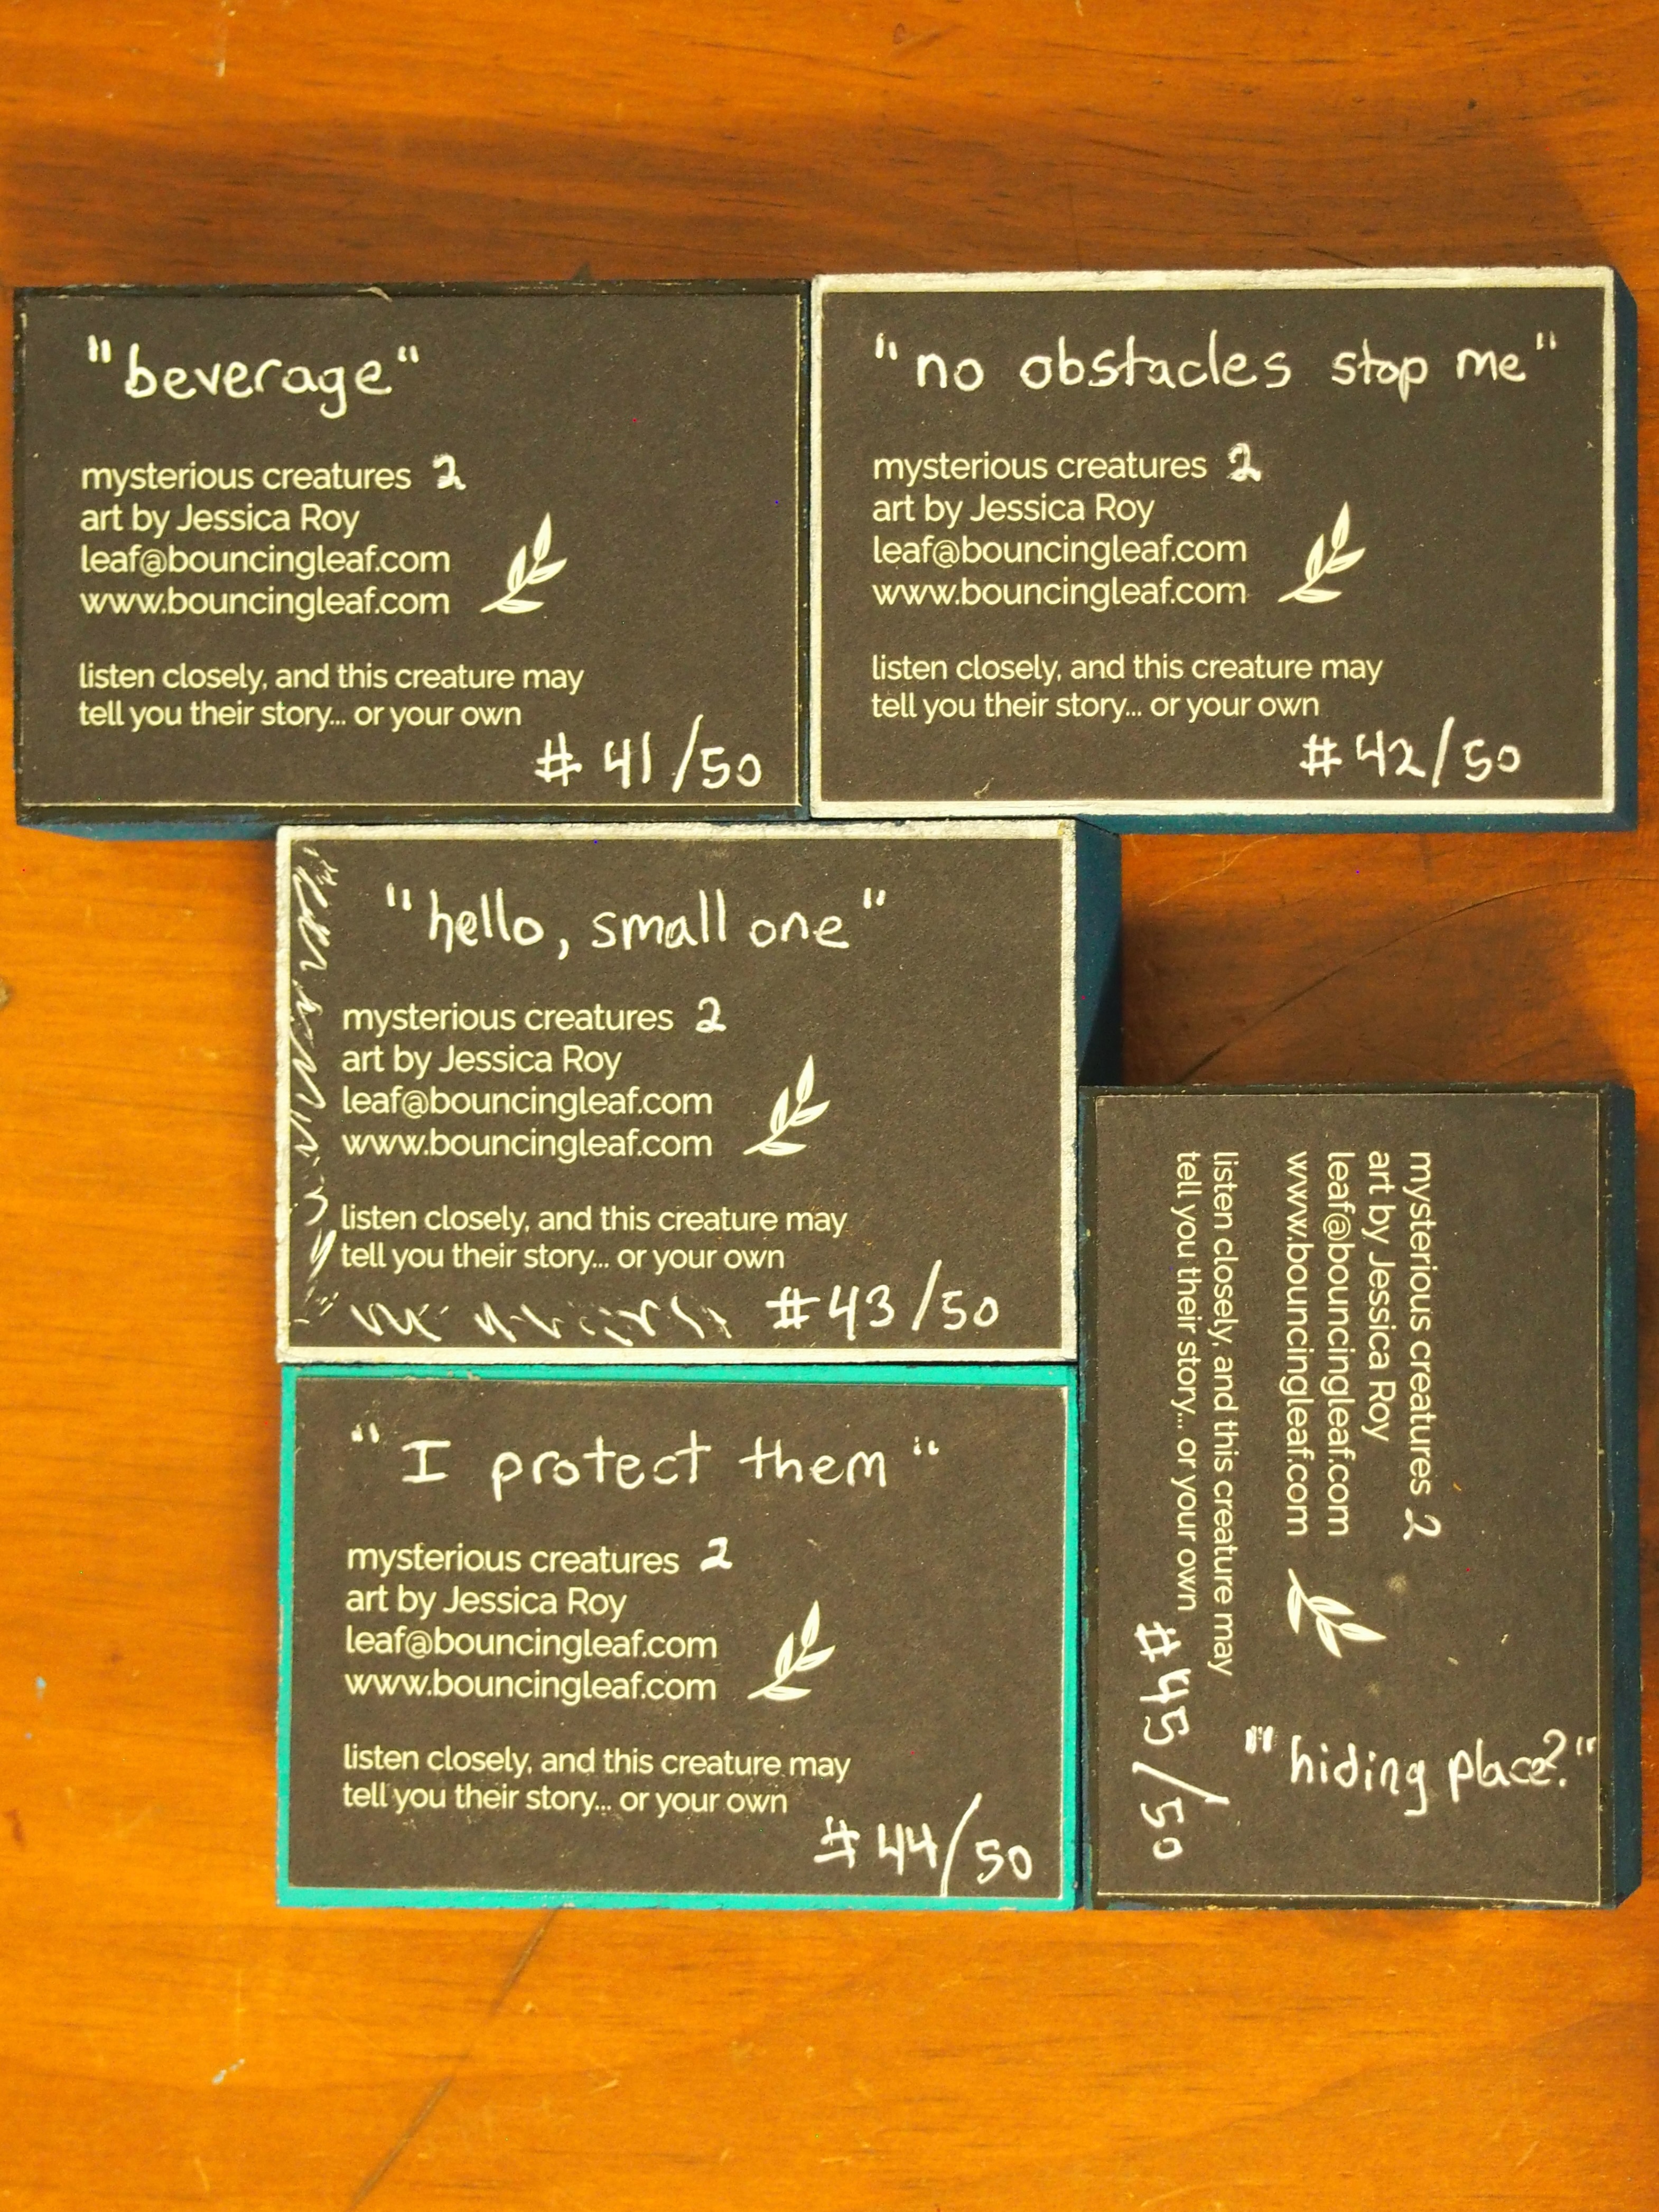 "beverage"
mysterious creatures 2
art by Jessica Roy
leaf@bouncingleaf.com
www.bouncingleaf.com
listen closely, and this creature may
tell you their story... or your own
#41/50
"no obstacles stop me"
mysterious creatures 2
art by Jessica Roy
leaf@bouncingleaf.com
www.bouncingleaf.com
listen closely, and this creature may
tell you their story... or your own
#42/50
"hello, small one"
mysterious creatures 2
art by Jessica Roy
leaf@bouncingleaf.com
www.bouncingleaf.com
listen closely, and this creature may
tell you their story... or your own
#43/50
"I protect them"
mysterious creatures 2
art by Jessica Roy
leaf@bouncingleaf.com
www.bouncingleaf.com
listen closely, and this creature may
tell you their story... or your own
#44/50
mysterious creatures 2
art by Jessica Roy
leaf@bouncingleaf.com
www.bouncingleaf.com
listen closely, and this creature may
tell you their story... or your own
#45/50
"hiding place?"